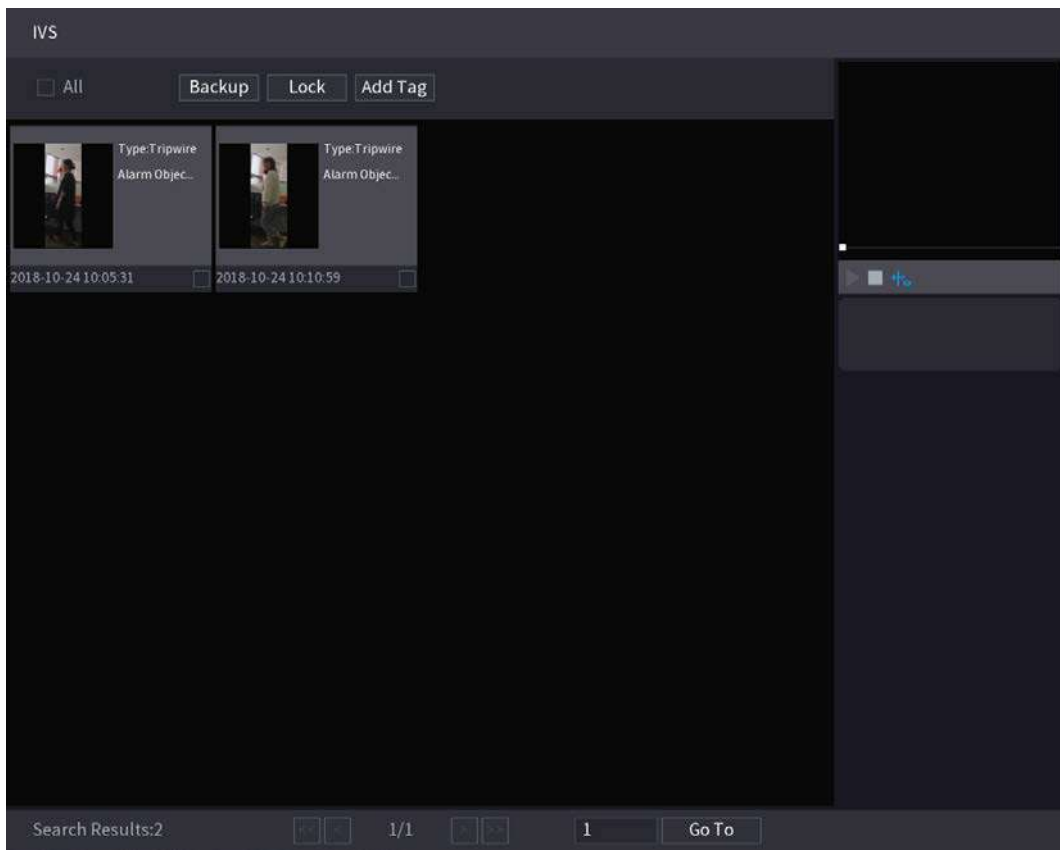 IVS
All Backup Lock Add Tag
Type:Tripwire
Alarm Objec...
2018-10-24 10:05:31
Type:Tripwire
Alarm Objec...
2018-10-24 10:10:59
Search Results:2 << < 1/1 > >> 1 Go To